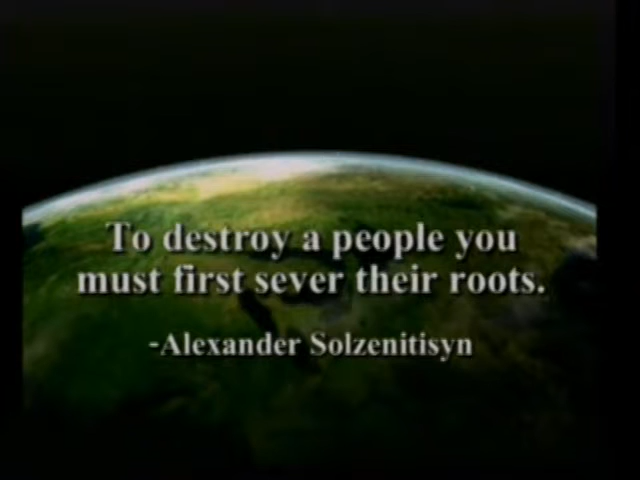 To destroy a people you
must first sever their roots.
-Alexander Solzenitisyn